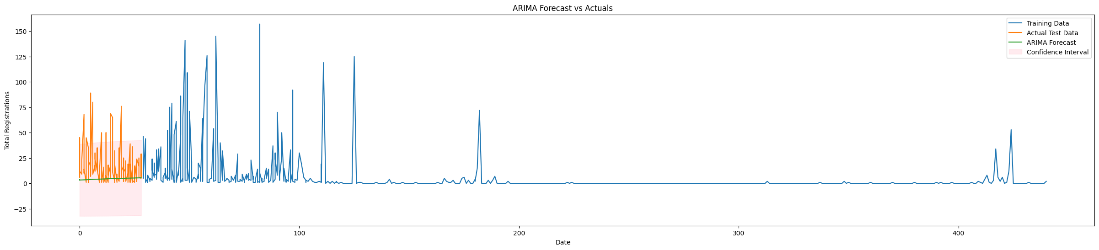 ARIMA Forecast vs Actuals
Training Data
Actual Test Data
ARIMA Forecast
Confidence Interval
Total Registrations
150
125
100
75
50
25
0
−25
0
100
200
300
400
Date